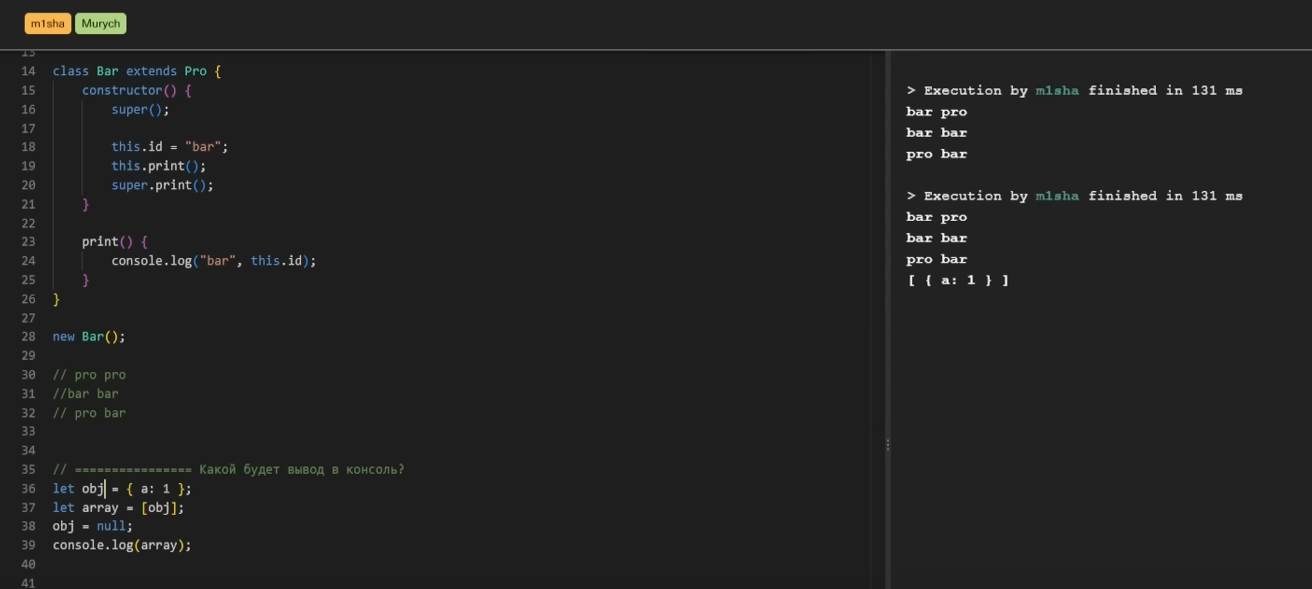 m1sha Murych
13
14 class Bar extends Pro {
15 constructor() {
16 super();
17
18 this.id = "bar";
19 this.print();
20 super.print();
21 }
22
23 print() {
24 console.log("bar", this.id);
25 }
26 }
27
28 new Bar();
29
30 // pro pro
31 //bar bar
32 // pro bar
33
34
35 // ================ Какой будет вывод в консоль?
36 let obj = { a: 1 };
37 let array = [obj];
38 obj = null;
39 console.log(array);
40
41
> Execution by m1sha finished in 131 ms
bar pro
bar bar
pro bar
> Execution by m1sha finished in 131 ms
bar pro
bar bar
pro bar
[ { a: 1 } ]